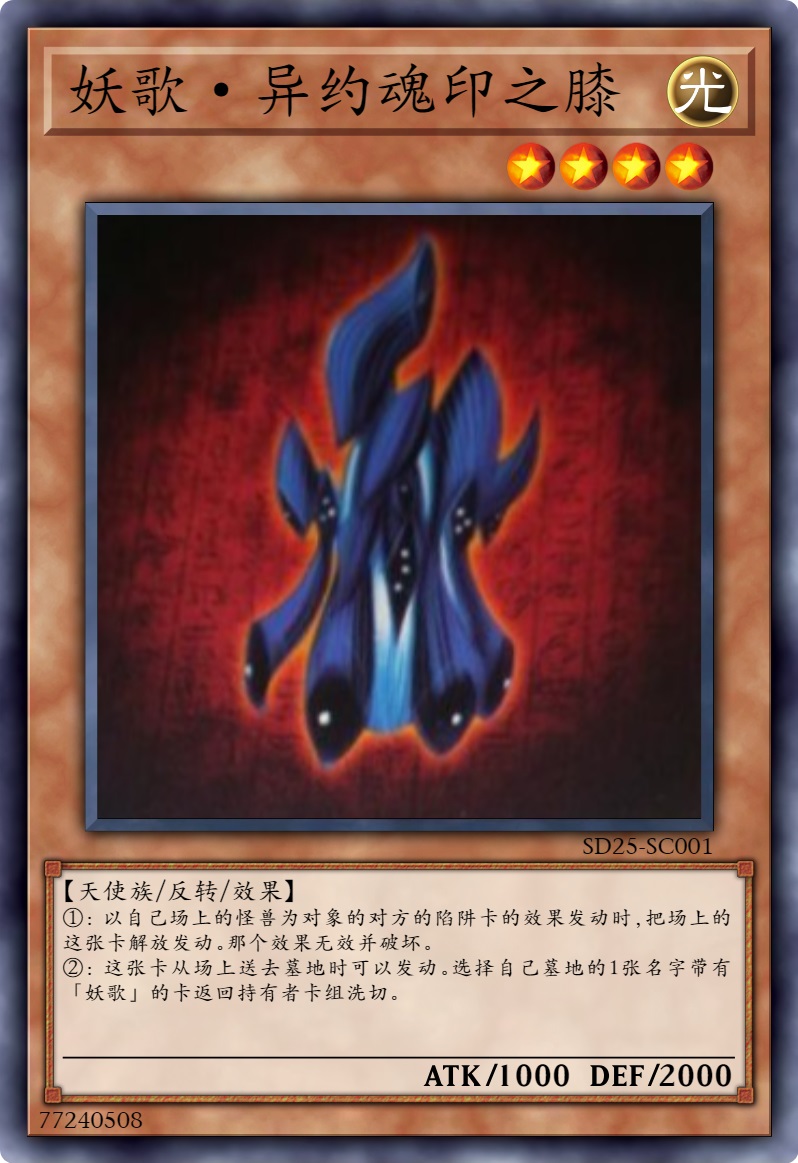 妖歌·异约魂印之膝
光
SD25-SC001
【天使族/反转/效果】
①：以自己场上的怪兽为对象的对方的陷阱卡的效果发动时,把场上的
这张卡解放发动。那个效果无效并破坏。
②：这张卡从场上送去墓地时可以发动。选择自己墓地的1张名字带有
「妖歌」的卡返回持有者卡组洗切。
ATK/1000 DEF/2000
77240508